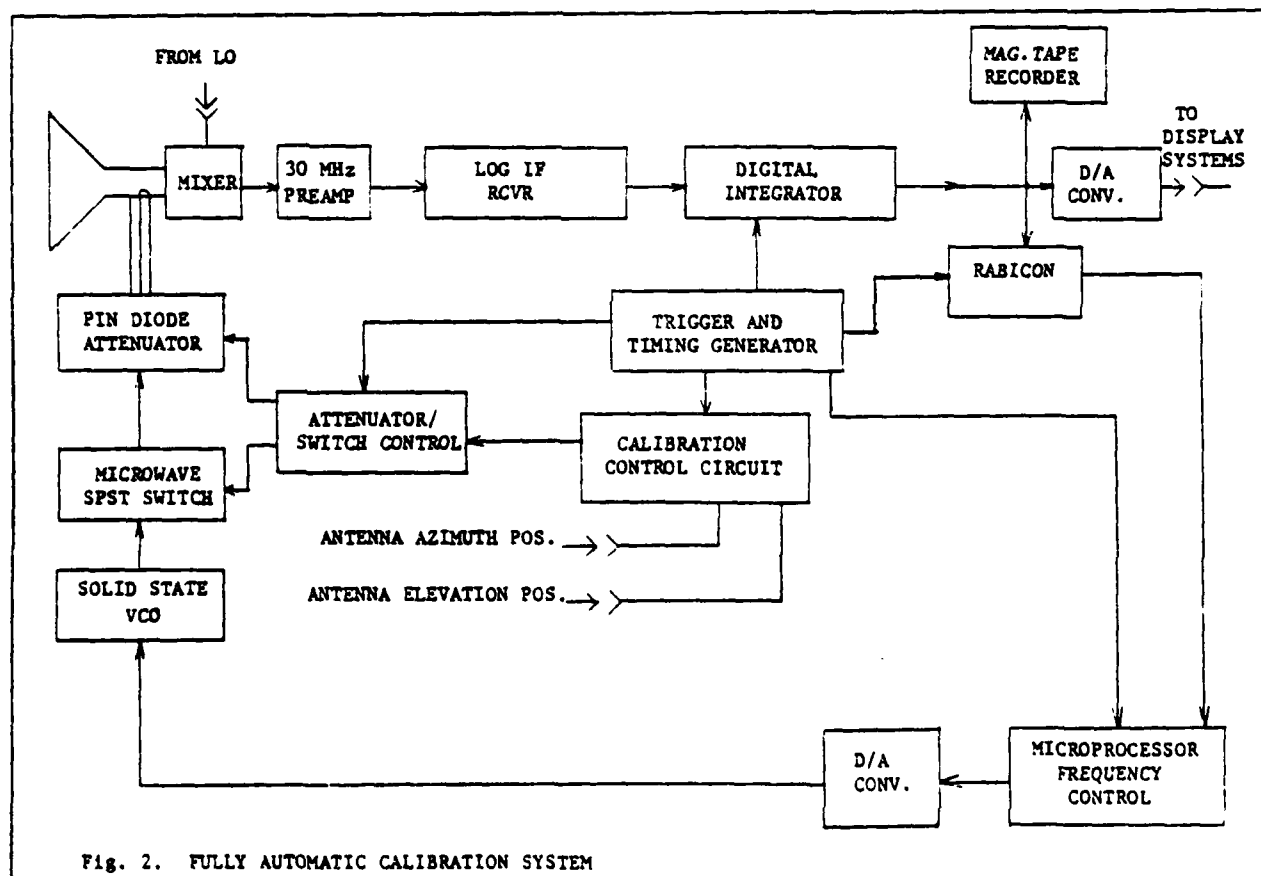 FROM LO
MAG.TAPE
RECORDER
TO
DISPLAY
SYSTEMS
MIXER
30 MHz
PREAMP
LOG IF
RCVR
DIGITAL
INTEGRATOR
D/A
CONV.
RABICON
PIN DIODE
ATTENUATOR
TRIGGER AND
TIMING GENERATOR
ATTENUATOR/
SWITCH CONTROL
CALIBRATION
CONTROL CIRCUIT
MICROWAVE
SPST SWITCH
ANTENNA AZIMUTH POS.
ANTENNA ELEVATION POS.
SOLID STATE
VCO
D/A
CONV.
MICROPROCESSOR
FREQUENCY
CONTROL
Fig. 2. FULLY AUTOMATIC CALIBRATION SYSTEM